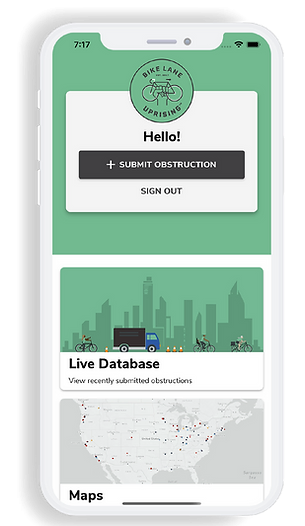 7:17
BIKE LANE
UPRISING
Hello!
+ SUBMIT OBSTRUCTION
SIGN OUT
Live Database
View recently submitted obstructions
Maps